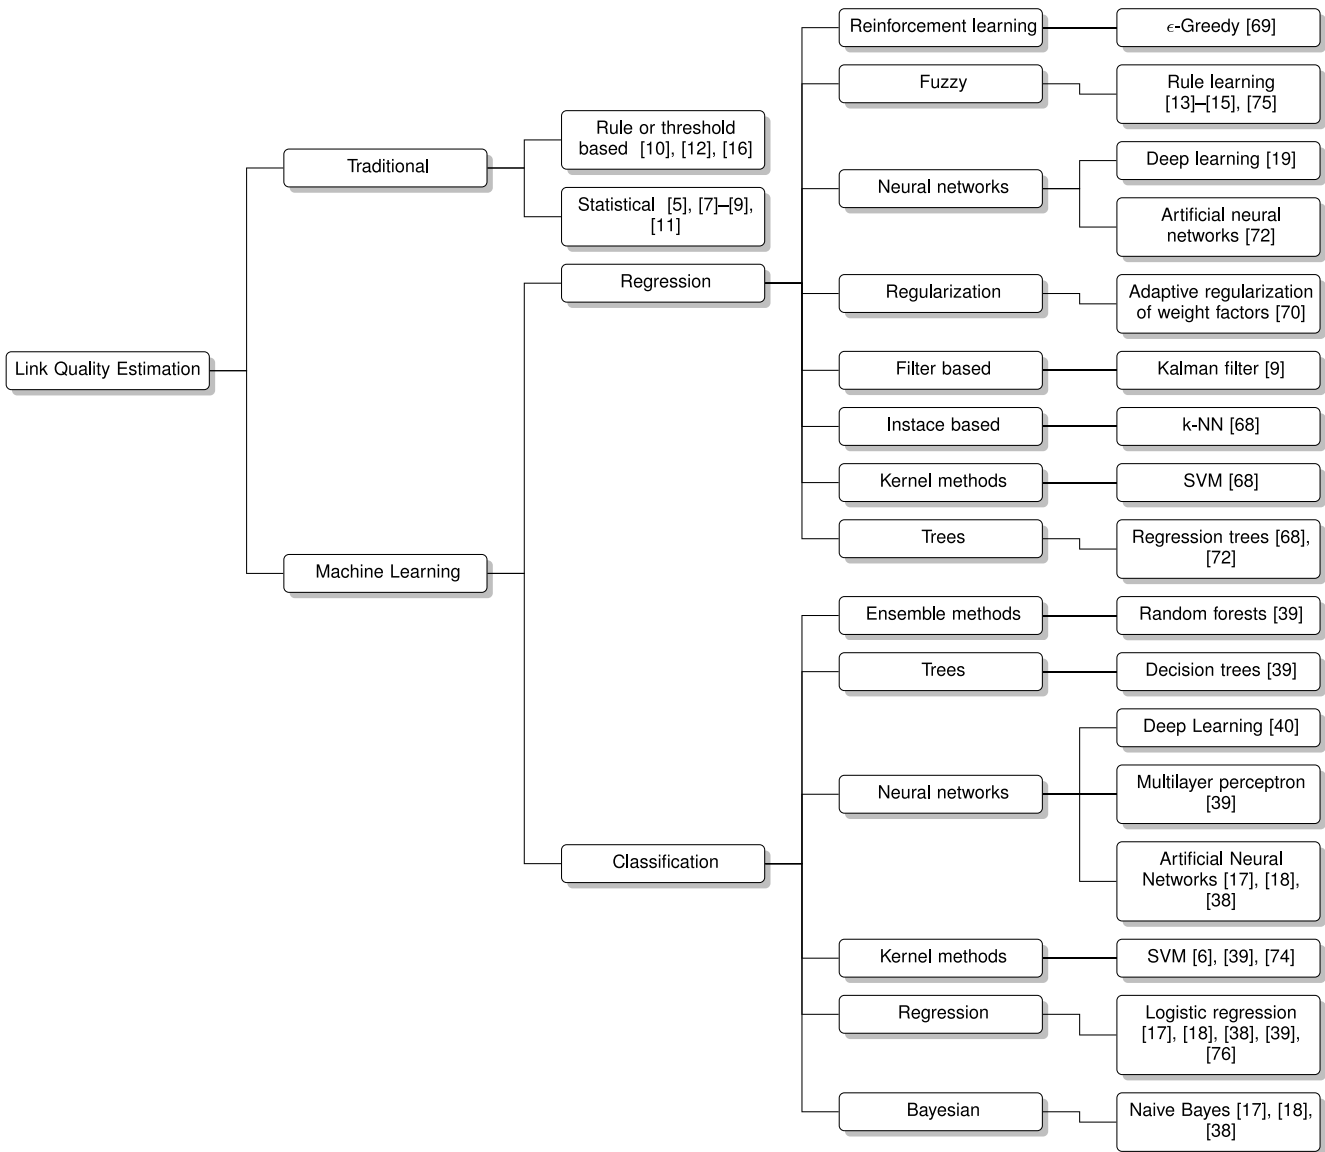 Link Quality Estimation
Traditional
Rule or threshold
based [10], [12], [16]
Statistical [5], [7]–[9],
[11]
Machine Learning
Regression
Reinforcement learning
ϵ-Greedy [69]
Fuzzy
Rule learning
[13]–[15], [75]
Neural networks
Deep learning [19]
Artificial neural
networks [72]
Regularization
Adaptive regularization
of weight factors [70]
Filter based
Kalman filter [9]
Instace based
k-NN [68]
Kernel methods
SVM [68]
Trees
Regression trees [68],
[72]
Classification
Ensemble methods
Random forests [39]
Trees
Decision trees [39]
Neural networks
Deep Learning [40]
Multilayer perceptron
[39]
Artificial Neural
Networks [17], [18],
[38]
Kernel methods
SVM [6], [39], [74]
Regression
Logistic regression
[17], [18], [38], [39],
[76]
Bayesian
Naive Bayes [17], [18],
[38]